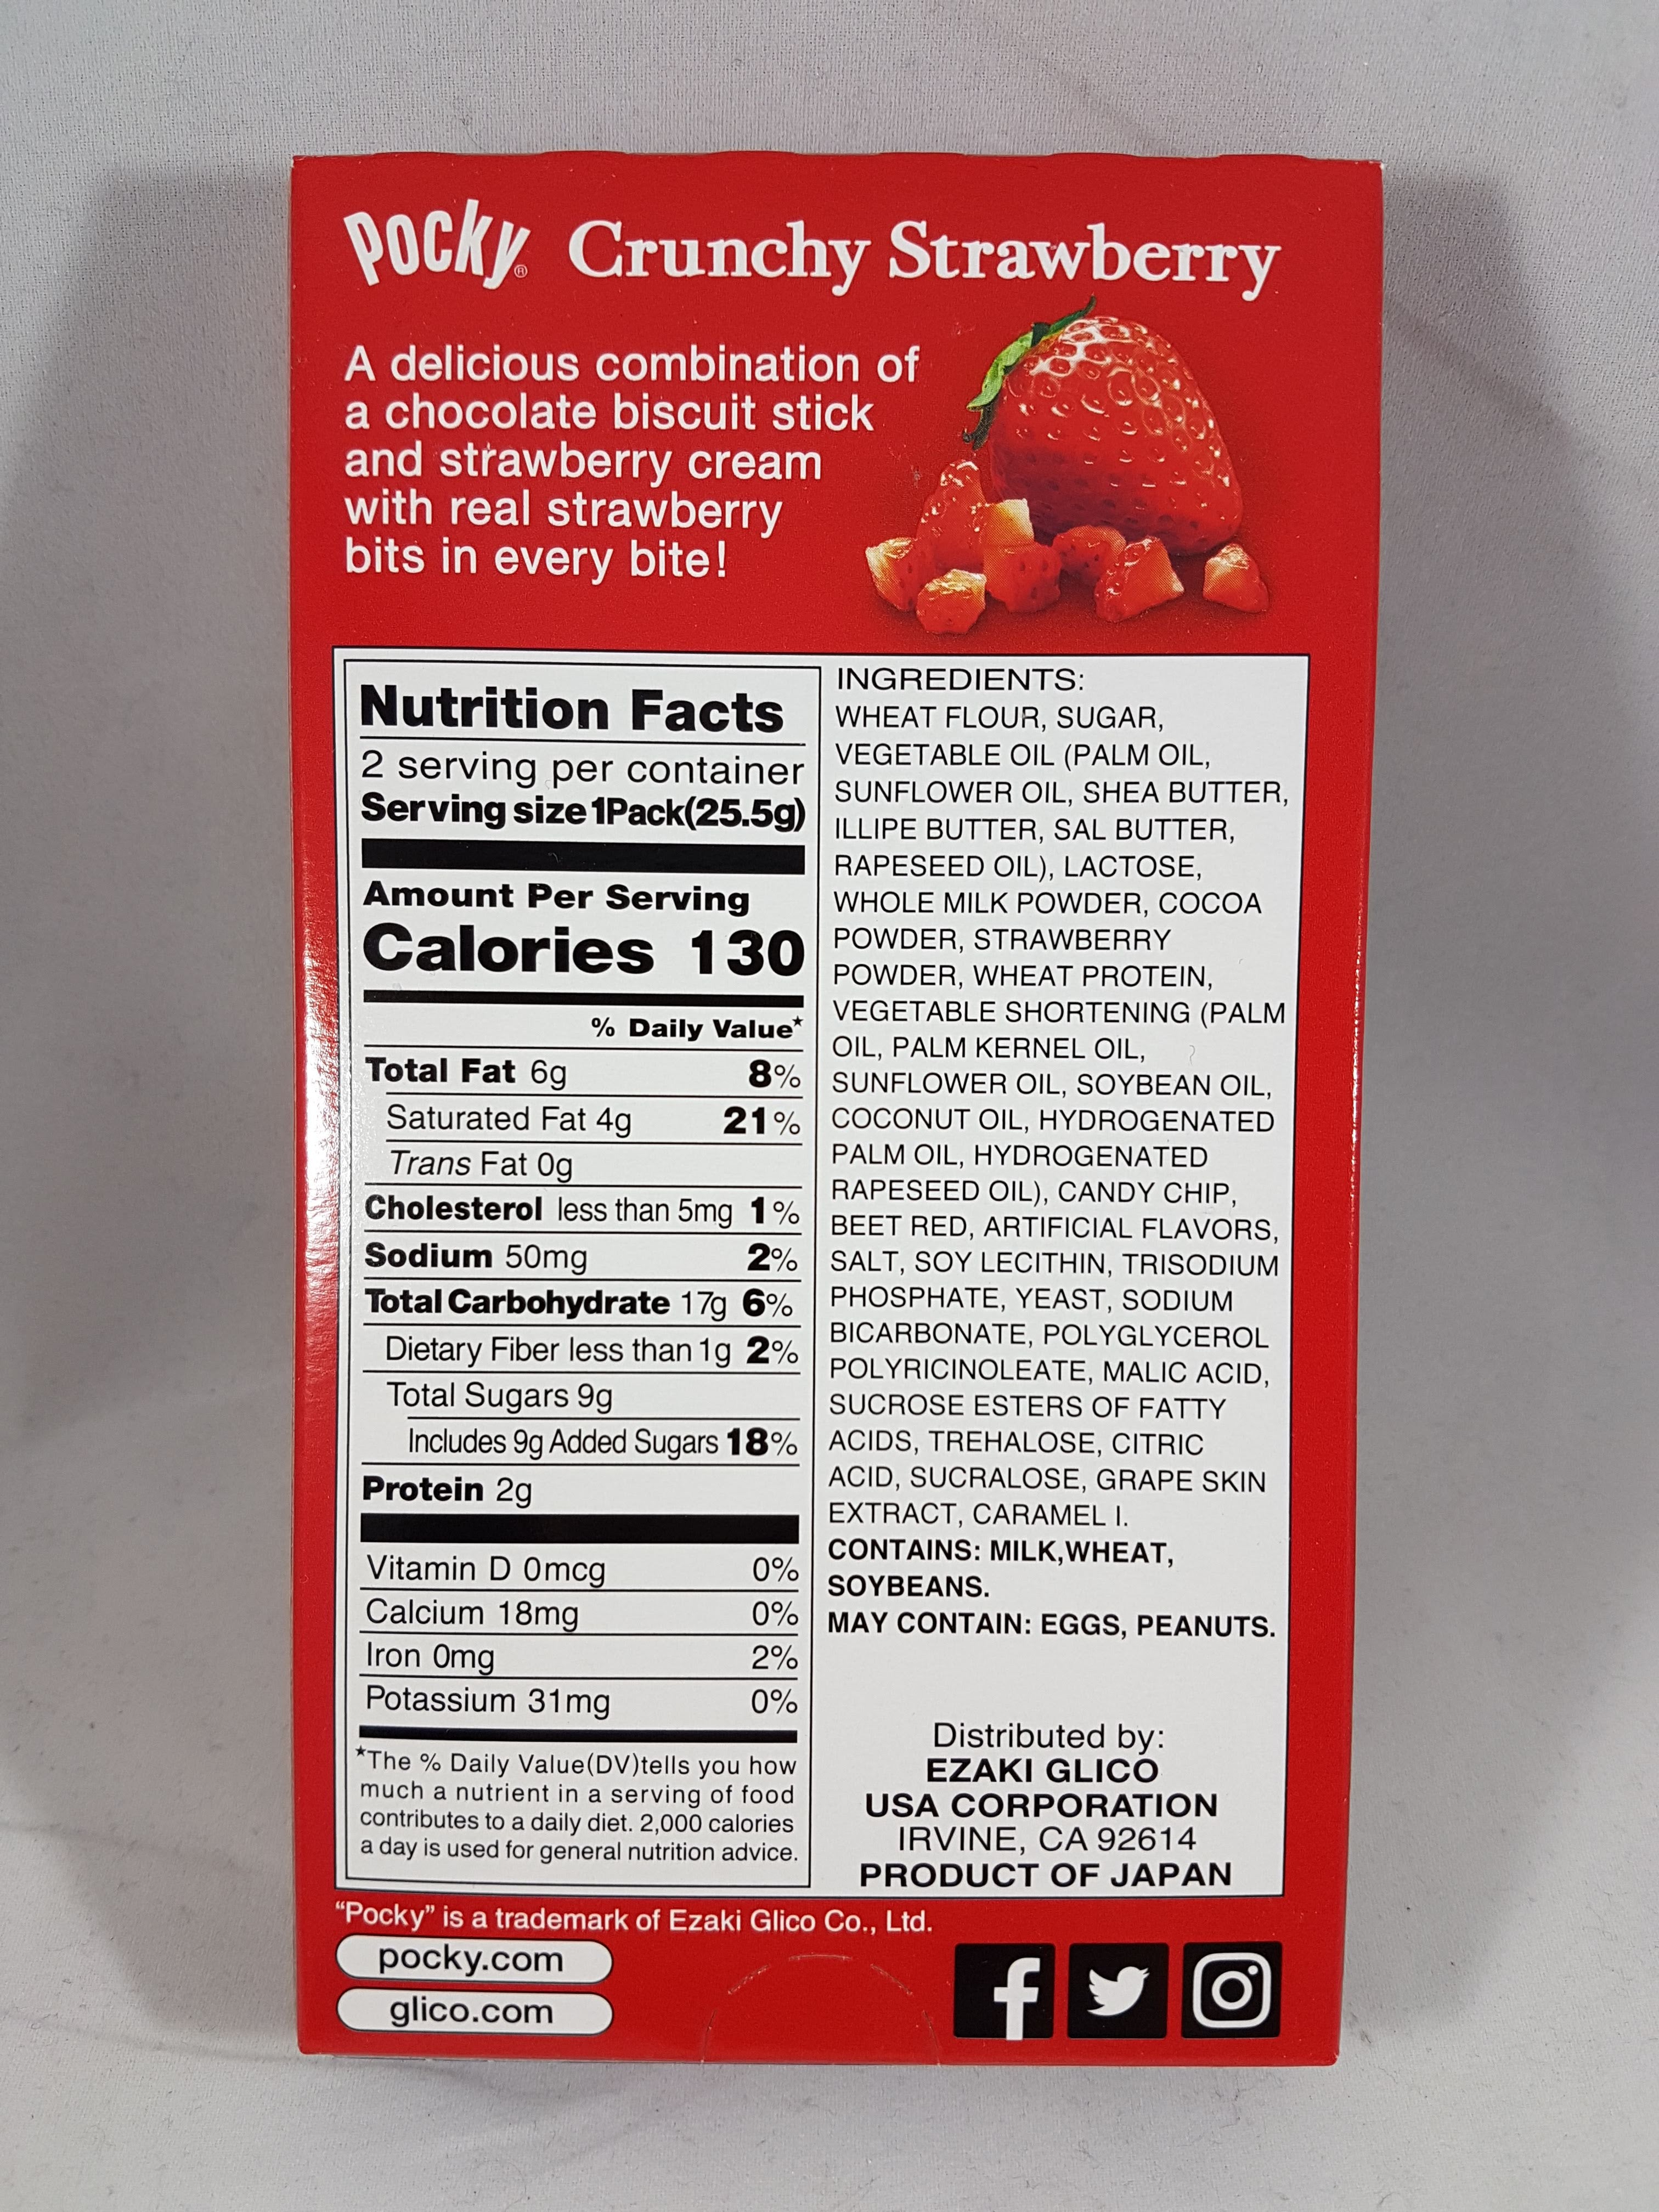 Pocky® Crunchy Strawberry
A delicious combination of
a chocolate biscuit stick
and strawberry cream
with real strawberry
bits in every bite!
Nutrition Facts
2 serving per container
Serving size 1Pack(25.5g)
Amount Per Serving
Calories 130
% Daily Value★
Total Fat 6g 8%
Saturated Fat 4g 21%
Trans Fat 0g
Cholesterol less than 5mg 1%
Sodium 50mg 2%
Total Carbohydrate 17g 6%
Dietary Fiber less than 1g 2%
Total Sugars 9g
Includes 9g Added Sugars 18%
Protein 2g
Vitamin D 0mcg 0%
Calcium 18mg 0%
Iron 0mg 2%
Potassium 31mg 0%
★The % Daily Value(DV)tells you how
much a nutrient in a serving of food
contributes to a daily diet. 2,000 calories
a day is used for general nutrition advice.
INGREDIENTS:
WHEAT FLOUR, SUGAR,
VEGETABLE OIL (PALM OIL,
SUNFLOWER OIL, SHEA BUTTER,
ILLIPE BUTTER, SAL BUTTER,
RAPESEED OIL), LACTOSE,
WHOLE MILK POWDER, COCOA
POWDER, STRAWBERRY
POWDER, WHEAT PROTEIN,
VEGETABLE SHORTENING (PALM
OIL, PALM KERNEL OIL,
SUNFLOWER OIL, SOYBEAN OIL,
COCONUT OIL, HYDROGENATED
PALM OIL, HYDROGENATED
RAPESEED OIL), CANDY CHIP,
BEET RED, ARTIFICIAL FLAVORS,
SALT, SOY LECITHIN, TRISODIUM
PHOSPHATE, YEAST, SODIUM
BICARBONATE, POLYGLYCEROL
POLYRICINOLEATE, MALIC ACID,
SUCROSE ESTERS OF FATTY
ACIDS, TREHALOSE, CITRIC
ACID, SUCRALOSE, GRAPE SKIN
EXTRACT, CARAMEL I.
CONTAINS: MILK,WHEAT,
SOYBEANS.
MAY CONTAIN: EGGS, PEANUTS.
Distributed by:
EZAKI GLICO
USA CORPORATION
IRVINE, CA 92614
PRODUCT OF JAPAN
“Pocky” is a trademark of Ezaki Glico Co., Ltd.
pocky.com
glico.com